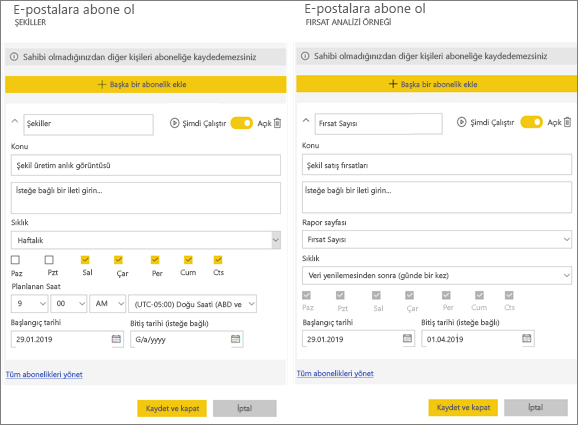 E-postalara abone ol
ŞEKİLLER
Sahibi olmadığınızdan diğer kişileri aboneliğe kaydedemezsiniz
Başka bir abonelik ekle
Şekiller
Şimdi Çalıştır
Açık
Konu
Şekil üretim anlık görüntüsü
İsteğe bağlı bir ileti girin...
Sıklık
Haftalık
Paz Pzt Sal Çar Per Cum Cts
Planlanan Saat
9 00 AM (UTC-05:00) Doğu Saati (ABD ve
Başlangıç tarihi Bitiş tarihi (isteğe bağlı)
29.01.2019 G/a/yyyy
Tüm abonelikleri yönet
Kaydet ve kapat İptal
E-postalara abone ol
FIRSAT ANALİZİ ÖRNEĞİ
Sahibi olmadığınızdan diğer kişileri aboneliğe kaydedemezsiniz
Başka bir abonelik ekle
Fırsat Sayısı
Şimdi Çalıştır
Açık
Konu
Şekil satış fırsatları
İsteğe bağlı bir ileti girin...
Rapor sayfası
Fırsat Sayısı
Sıklık
Veri yenilemesinden sonra (günde bir kez)
Paz Pzt Sal Çar Per Cum Cts
Başlangıç tarihi Bitiş tarihi (isteğe bağlı)
29.01.2019 01.04.2019
Tüm abonelikleri yönet
Kaydet ve kapat İptal